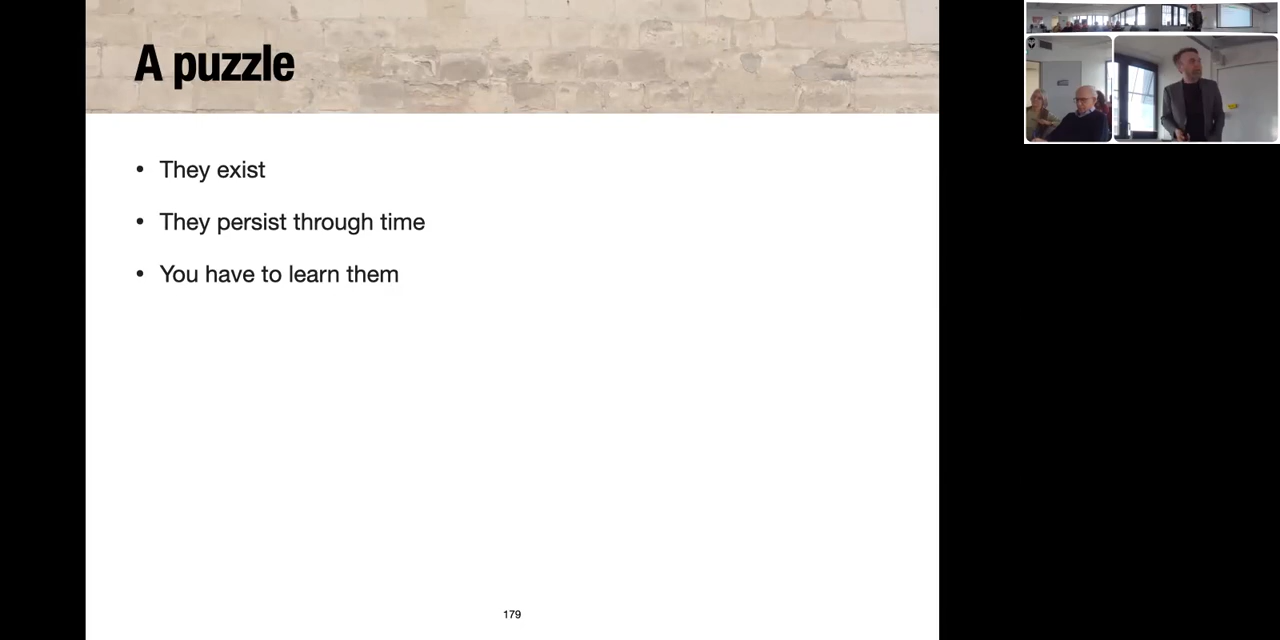 A puzzle
• They exist
• They persist through time
• You have to learn them
179